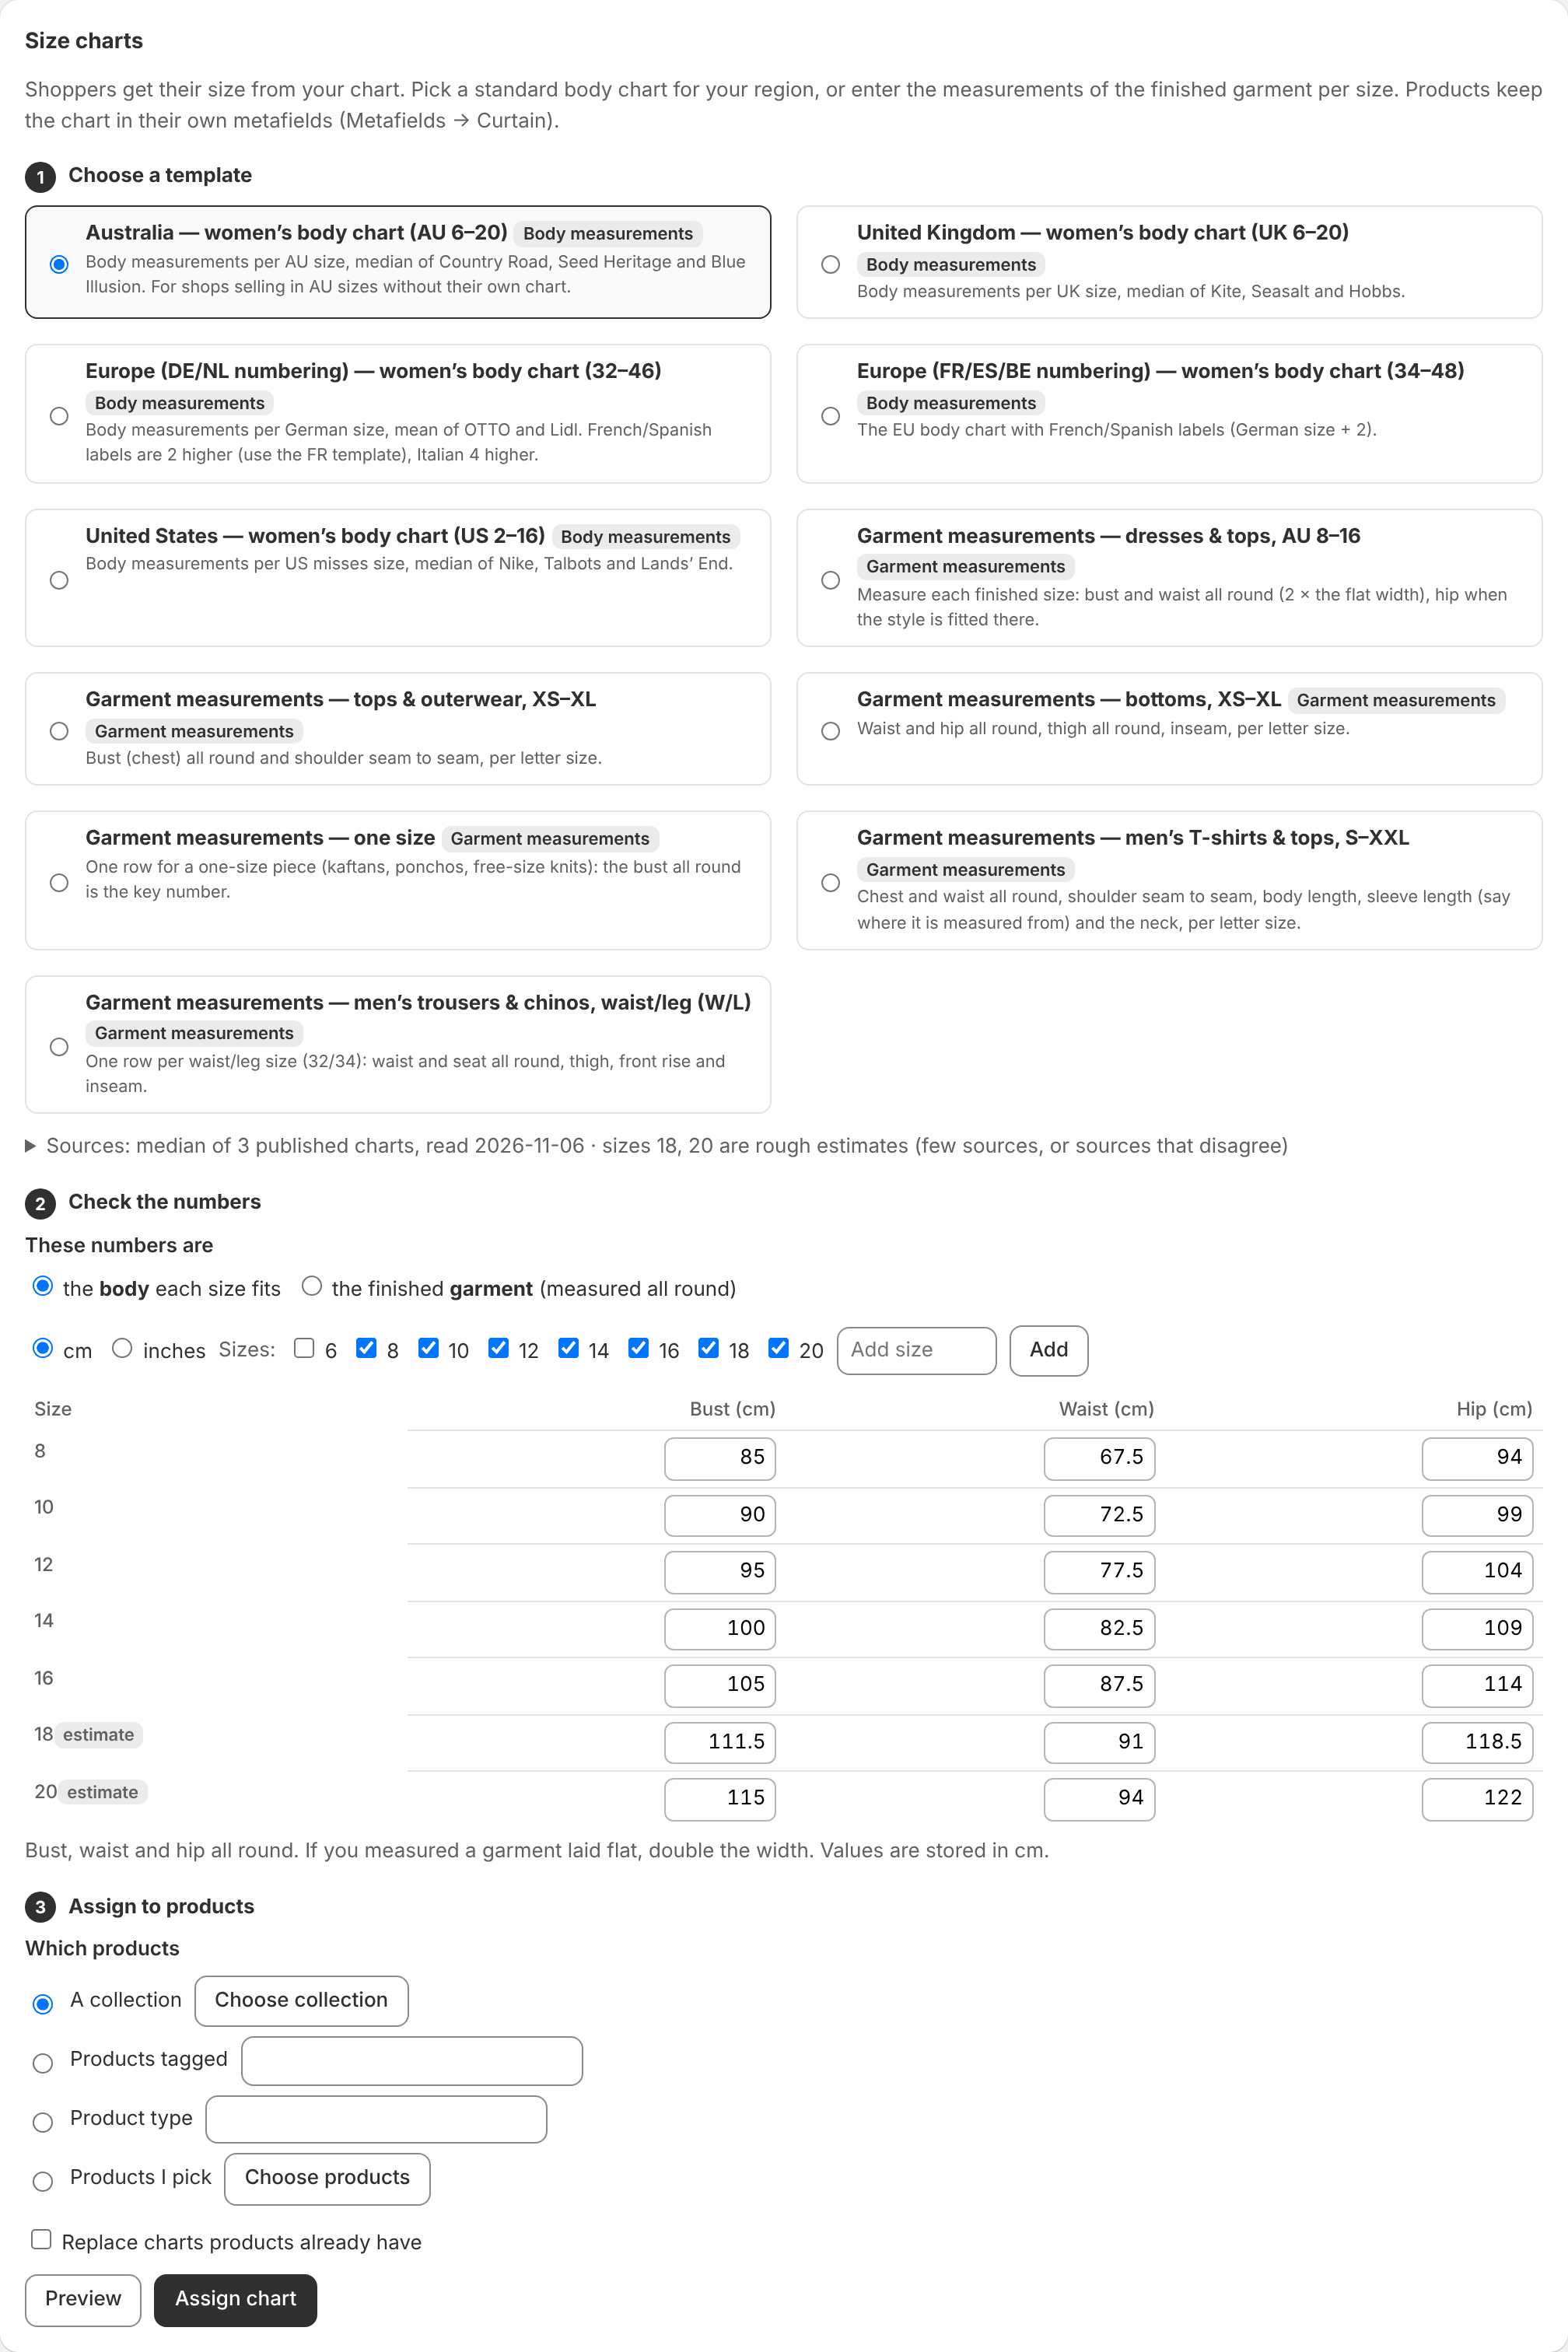 Size charts
Shoppers get their size from your chart. Pick a standard body chart for your region, or enter the measurements of the finished garment per size. Products keep
the chart in their own metafields (Metafields → Curtain).
1 Choose a template
Australia — women’s body chart (AU 6–20) Body measurements
Body measurements per AU size, median of Country Road, Seed Heritage and Blue
Illusion. For shops selling in AU sizes without their own chart.
United Kingdom — women’s body chart (UK 6–20)
Body measurements
Body measurements per UK size, median of Kite, Seasalt and Hobbs.
Europe (DE/NL numbering) — women’s body chart (32–46)
Body measurements
Body measurements per German size, mean of OTTO and Lidl. French/Spanish
labels are 2 higher (use the FR template), Italian 4 higher.
Europe (FR/ES/BE numbering) — women’s body chart (34–48)
Body measurements
The EU body chart with French/Spanish labels (German size + 2).
United States — women’s body chart (US 2–16) Body measurements
Body measurements per US misses size, median of Nike, Talbots and Lands’ End.
Garment measurements — dresses & tops, AU 8–16
Garment measurements
Measure each finished size: bust and waist all round (2 × the flat width), hip when
the style is fitted there.
Garment measurements — tops & outerwear, XS–XL
Garment measurements
Bust (chest) all round and shoulder seam to seam, per letter size.
Garment measurements — bottoms, XS–XL Garment measurements
Waist and hip all round, thigh all round, inseam, per letter size.
Garment measurements — one size Garment measurements
One row for a one-size piece (kaftans, ponchos, free-size knits): the bust all round
is the key number.
Garment measurements — men’s T-shirts & tops, S–XXL
Garment measurements
Chest and waist all round, shoulder seam to seam, body length, sleeve length (say
where it is measured from) and the neck, per letter size.
Garment measurements — men’s trousers & chinos, waist/leg (W/L)
Garment measurements
One row per waist/leg size (32/34): waist and seat all round, thigh, front rise and
inseam.
Sources: median of 3 published charts, read 2026-11-06 · sizes 18, 20 are rough estimates (few sources, or sources that disagree)
2 Check the numbers
These numbers are
the body each size fits the finished garment (measured all round)
cm inches Sizes: 6 8 10 12 14 16 18 20 Add size Add
Size Bust (cm) Waist (cm) Hip (cm)
8 85 67.5 94
10 90 72.5 99
12 95 77.5 104
14 100 82.5 109
16 105 87.5 114
18 estimate 111.5 91 118.5
20 estimate 115 94 122
Bust, waist and hip all round. If you measured a garment laid flat, double the width. Values are stored in cm.
3 Assign to products
Which products
A collection Choose collection
Products tagged
Product type
Products I pick Choose products
Replace charts products already have
Preview Assign chart